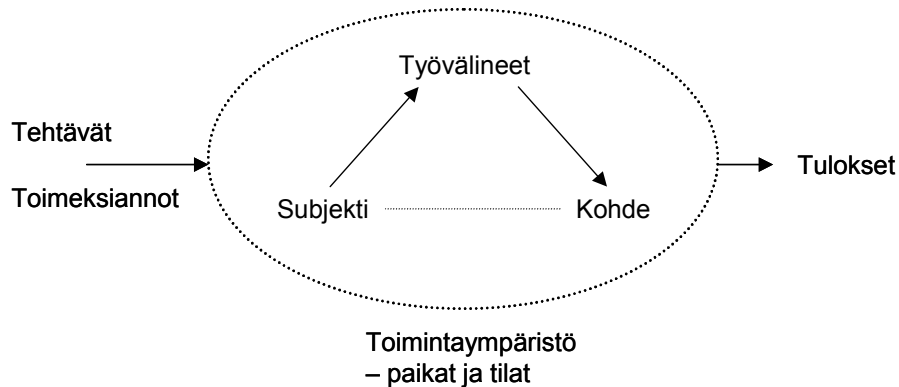 Työvälineet
Tehtävät
Toimeksiannot
Tulokset
Subjekti
Kohde
Toimintaympäristö
– paikat ja tilat